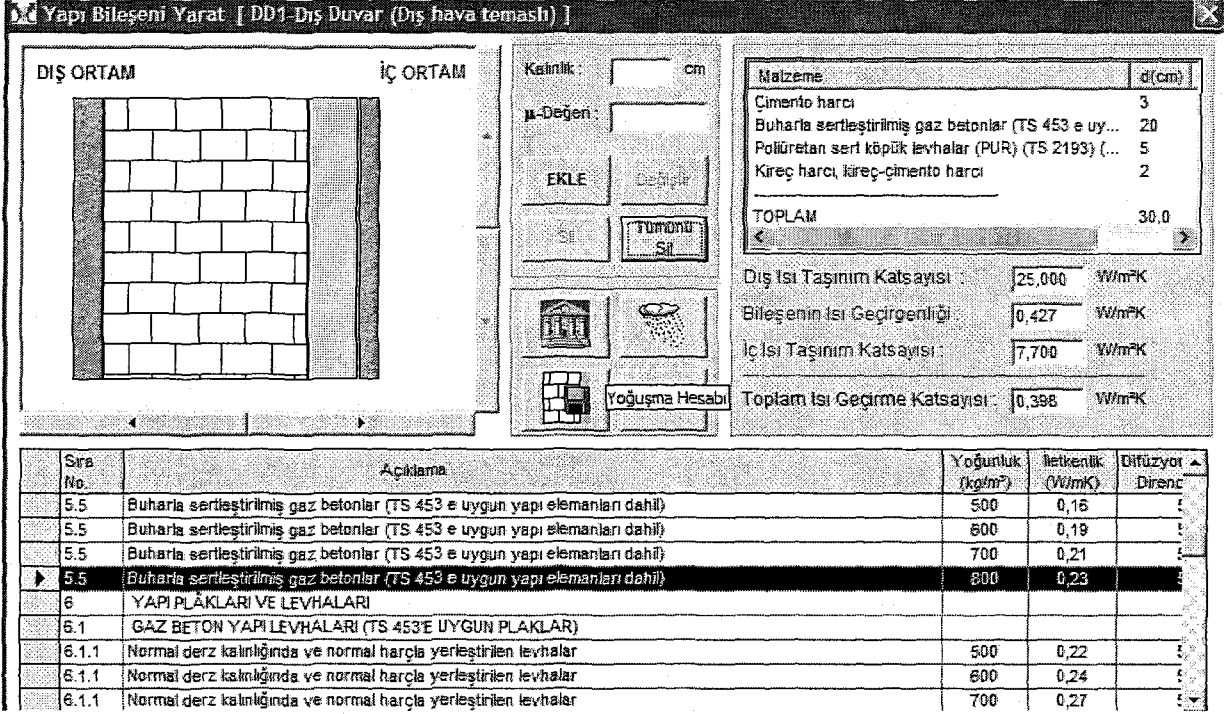 Yapı Bileşeni Yarat [ DD1-Dış Duvar (Dış hava temaslı) ]
DIŞ ORTAM
İÇ ORTAM
Kalınlık :
cm
µ-Değeri :
EKLE
Değiştir
Sil
Tümünü
Sil
Yoğuşma Hesabı
Malzeme d(cm)
Çimento harcı 3
Buharla sertleştirilmiş gaz betonlar (TS 453 e uy... 20
Poliüretan sert köpük levhalar (PUR) (TS 2193) (... 5
Kireç harcı, kireç-çimento harcı 2
TOPLAM 30,0
Dış Isı Taşınım Katsayısı : 25,000 W/m²K
Bileşenin Isı Geçirgenliği : 0,427 W/m²K
İç Isı Taşınım Katsayısı : 7,700 W/m²K
Toplam Isı Geçirme Katsayısı : 0,398 W/m²K
Sıra No. Açıklama Yoğunluk (kg/m³) İletkenlik (W/mK) Difüzyon Direnc
5.5 Buharla sertleştirilmiş gaz betonlar (TS 453 e uygun yapı elemanları dahil) 500 0,16
5.5 Buharla sertleştirilmiş gaz betonlar (TS 453 e uygun yapı elemanları dahil) 600 0,19
5.5 Buharla sertleştirilmiş gaz betonlar (TS 453 e uygun yapı elemanları dahil) 700 0,21
5.5 Buharla sertleştirilmiş gaz betonlar (TS 453 e uygun yapı elemanları dahil) 800 0,23
6 YAPI PLÂKLARI VE LEVHALARI
6.1 GAZ BETON YAPI LEVHALARI (TS 453'E UYGUN PLAKLAR)
6.1.1 Normal derz kalınlığında ve normal harçla yerleştirilen levhalar 500 0,22
6.1.1 Normal derz kalınlığında ve normal harçla yerleştirilen levhalar 600 0,24
6.1.1 Normal derz kalınlığında ve normal harçla yerleştirilen levhalar 700 0,27